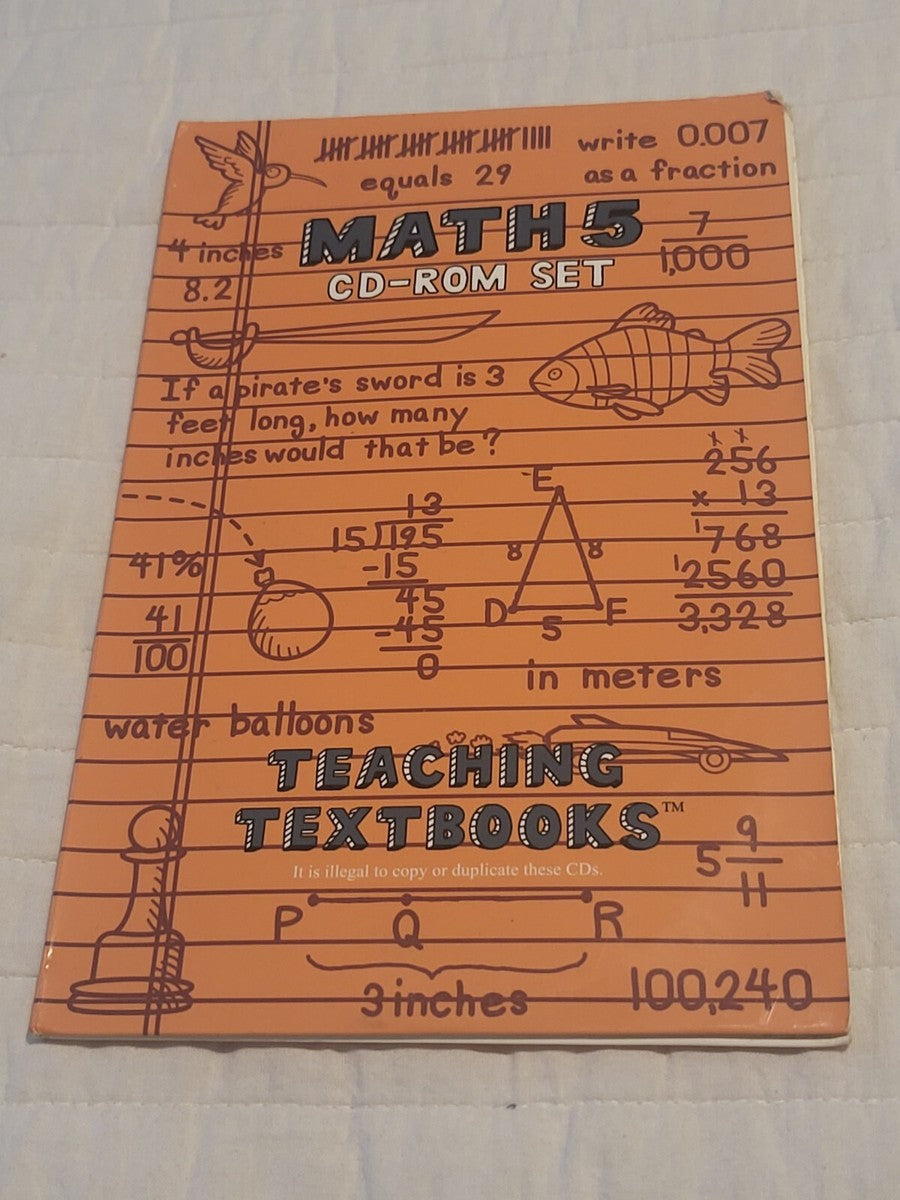 write 0.007
equals 29
as a fraction
MATH 5
7
1,000
4 inches
CD-ROM SET
8.2
If a pirate's sword is 3
feet long, how many
inches would that be?
256
x 13
768
2560
3,328
13
15)195
-15
45
-45
0
E
8 8
D F
5
in meters
41%
41
100
water balloons
TEACHING
TEXTBOOKS™
It is illegal to copy or duplicate these CDs.
5 9
11
P Q R
3 inches
100,240